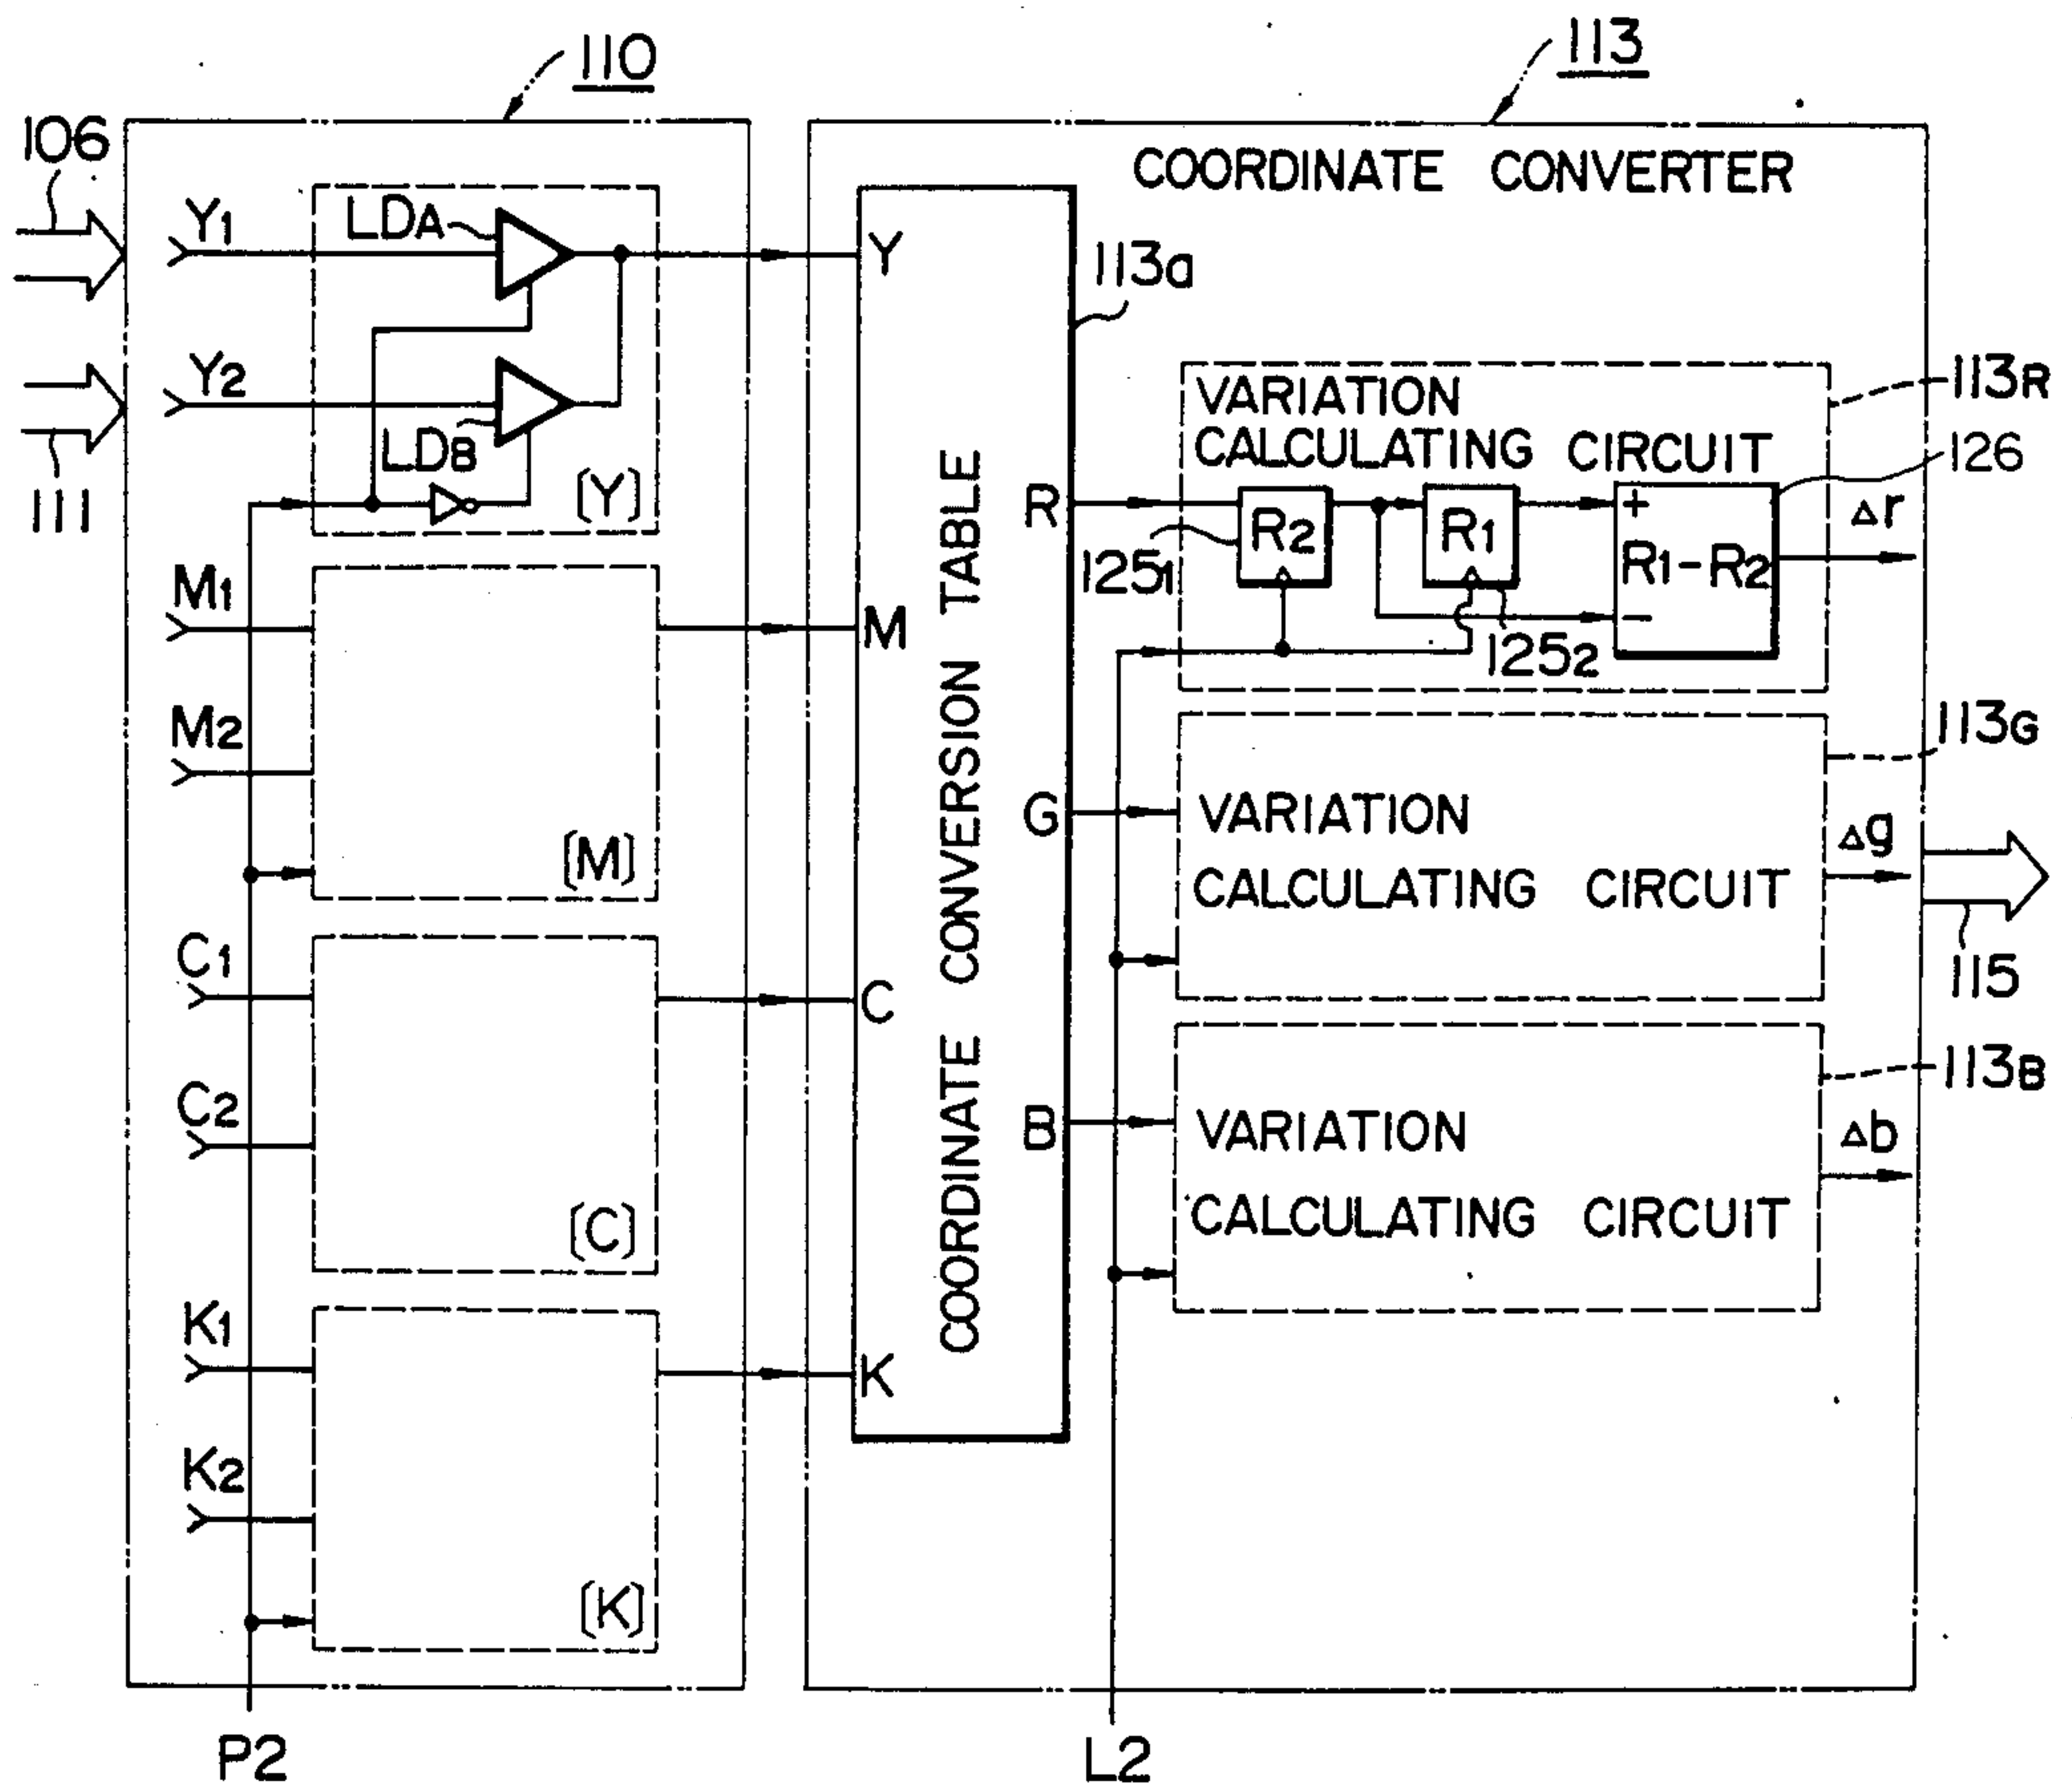 110
113
106
COORDINATE CONVERTER
Y1
LDA
Y
113a
Y2
LDB
[Y]
111
VARIATION
CALCULATING CIRCUIT
113R
126
R
R2
R1
+
R1-R2
−
Δr
1251
1252
M1
M
M2
[M]
COORDINATE CONVERSION TABLE
G
VARIATION
CALCULATING CIRCUIT
113G
Δg
115
C1
C
C2
[C]
B
VARIATION
CALCULATING CIRCUIT
113B
Δb
K1
K
K2
[K]
P2
L2